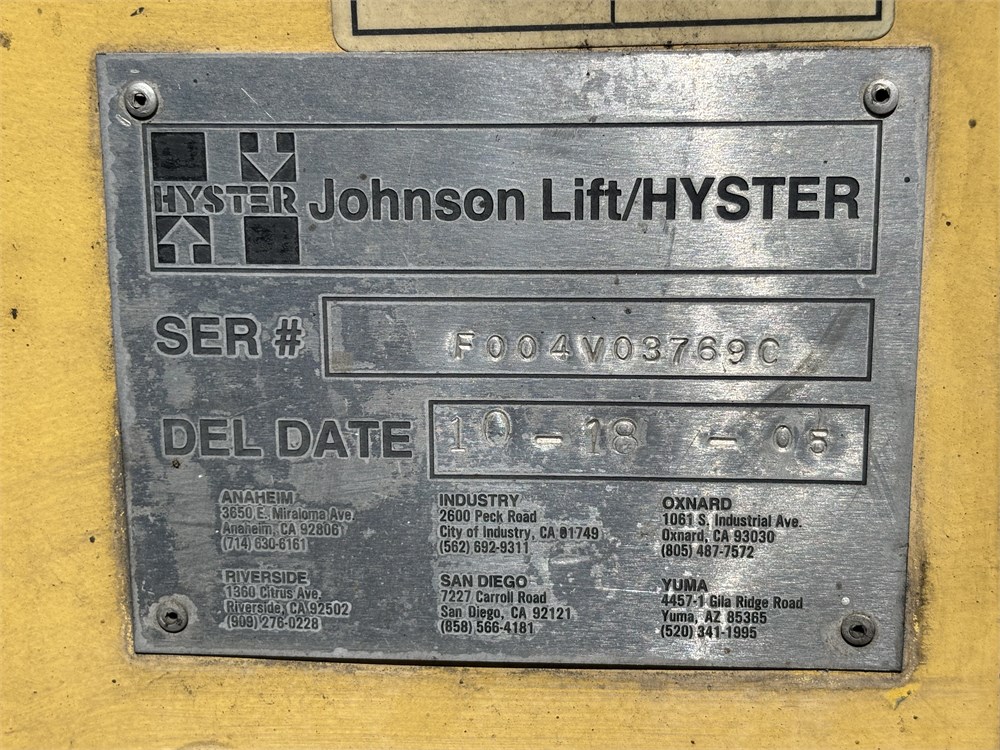 HYSTER
Johnson Lift/HYSTER
SER # F004V03769C
DEL DATE 10-18-05
ANAHEIM
3650 E. Miraloma Ave.
Anaheim, CA 92806
(714) 630-6161
INDUSTRY
2600 Peck Road
City of Industry, CA 91749
(562) 692-9311
OXNARD
1061 S. Industrial Ave.
Oxnard, CA 93030
(805) 487-7572
RIVERSIDE
1360 Citrus Ave.
Riverside, CA 92502
(909) 276-0228
SAN DIEGO
7227 Carroll Road
San Diego, CA 92121
(858) 566-4181
YUMA
4457-1 Gila Ridge Road
Yuma, AZ 85365
(520) 341-1995